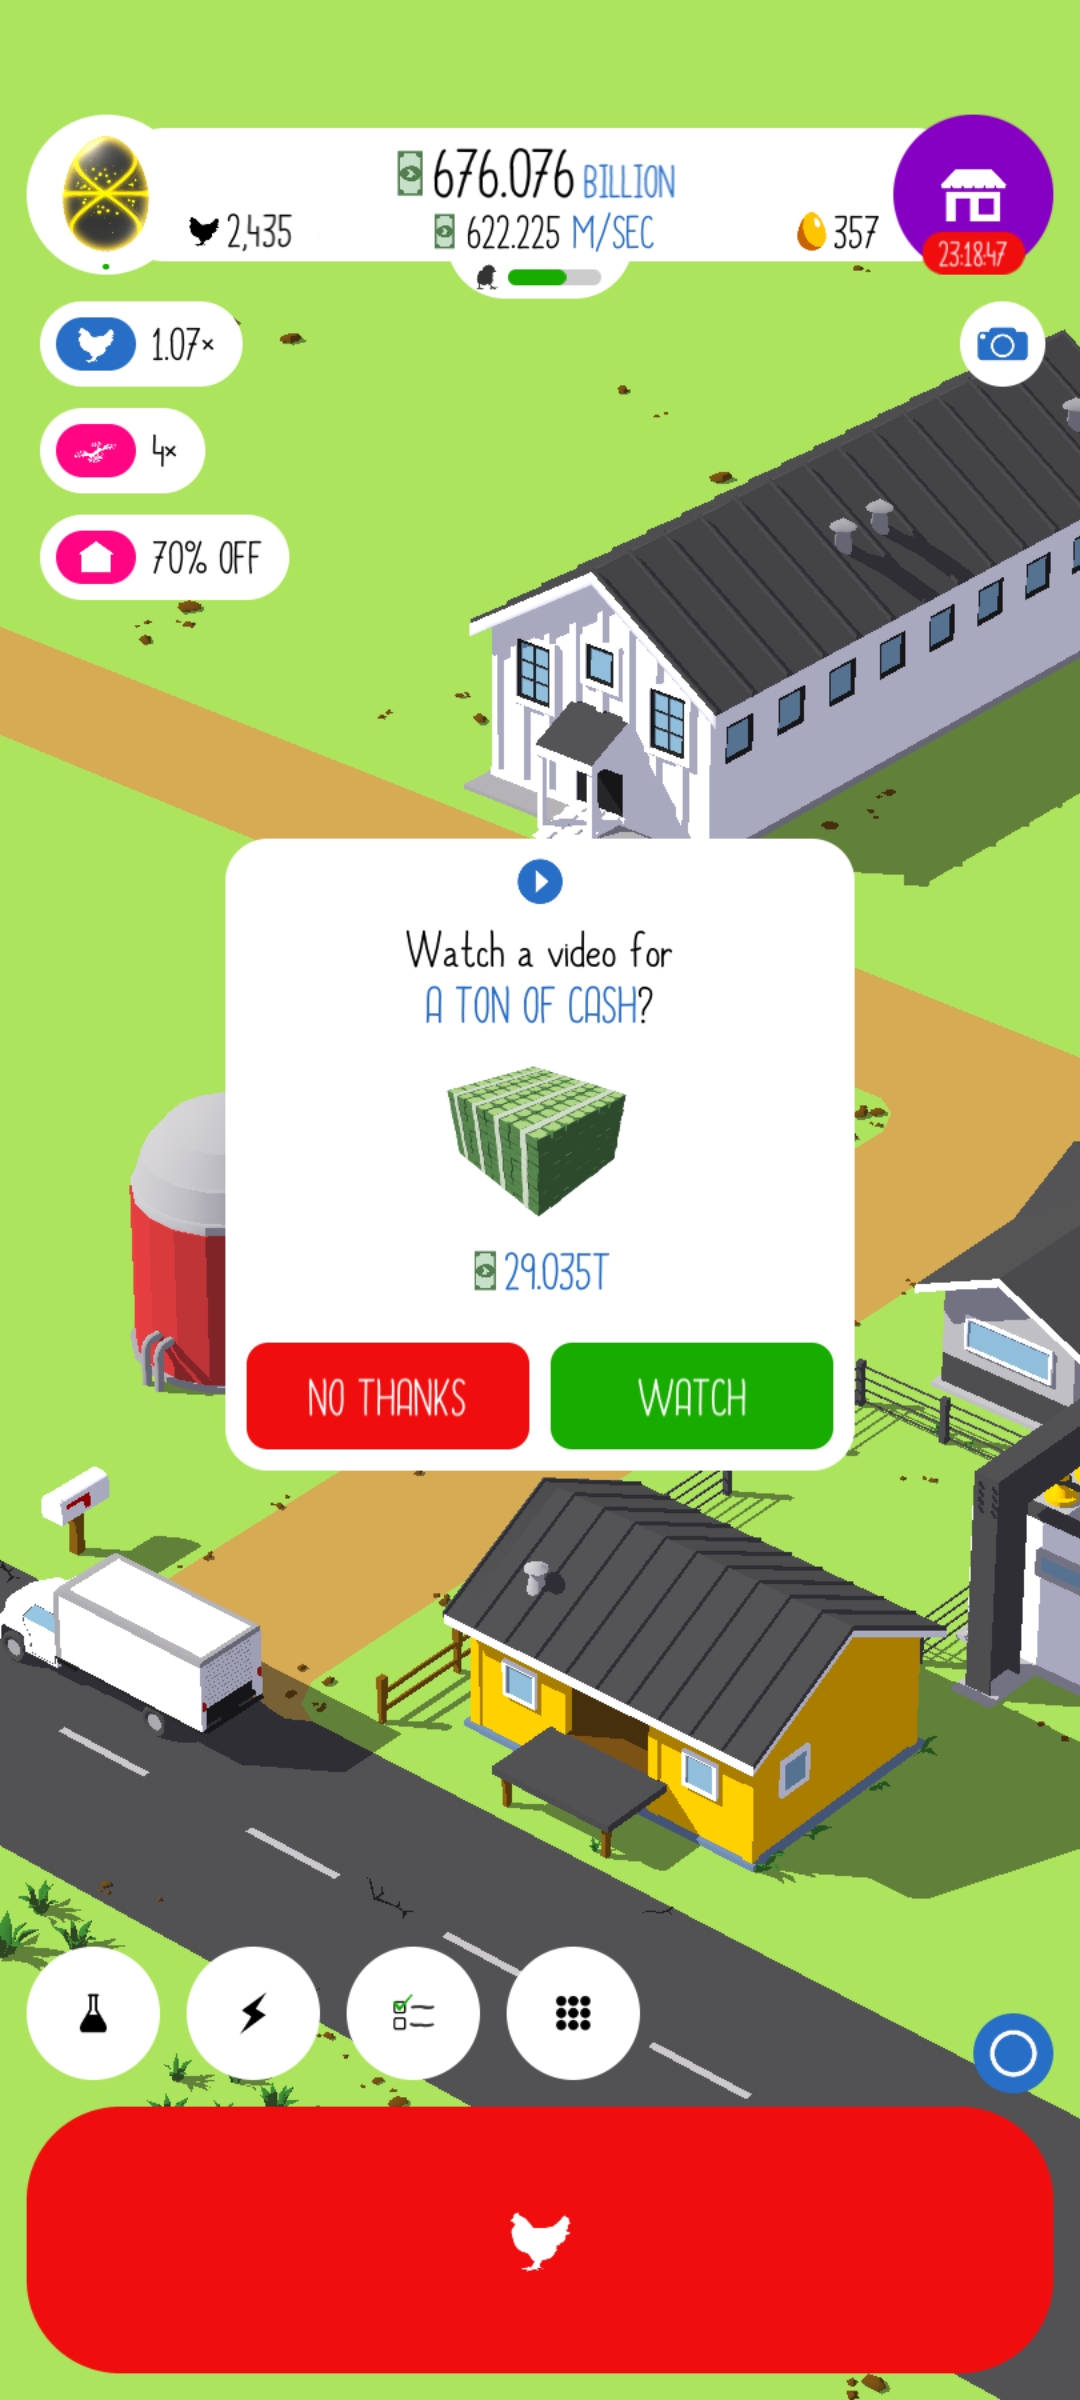 676.076 BILLION
2,435
622.225 M/SEC
357
23:18:47
1.07×
4×
70% OFF
Watch a video for
A TON OF CASH?
29.035T
NO THANKS
WATCH